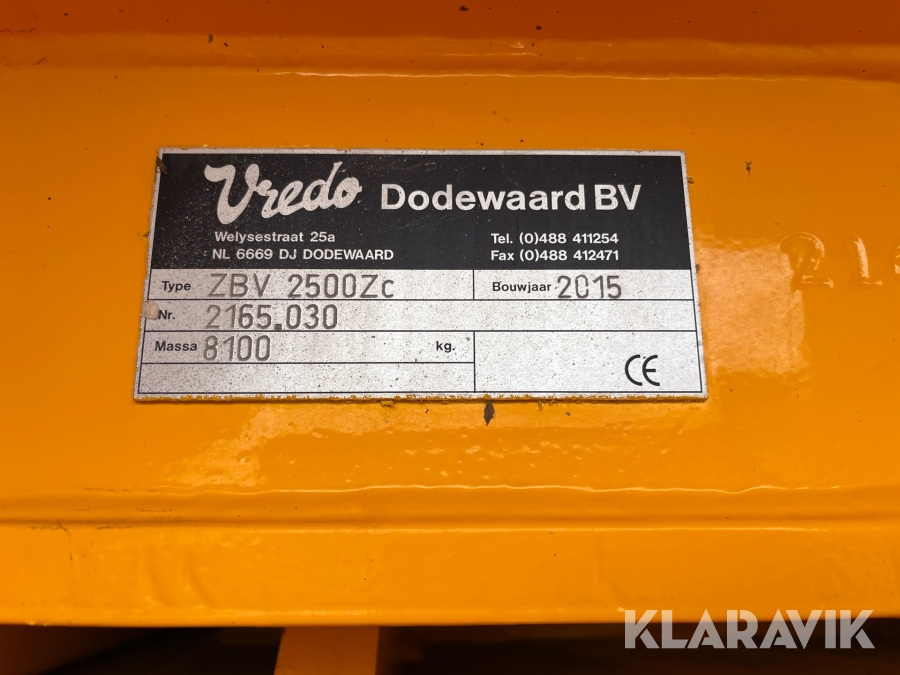 Vredo Dodewaard BV
Welysestraat 25a
NL 6669 DJ DODEWAARD
Tel. (0)488 411254
Fax (0)488 412471
Type ZBV 2500Zc
Bouwjaar 2015
Nr. 2165.030
Massa 8100 kg.
CE
216
KLARAVIK